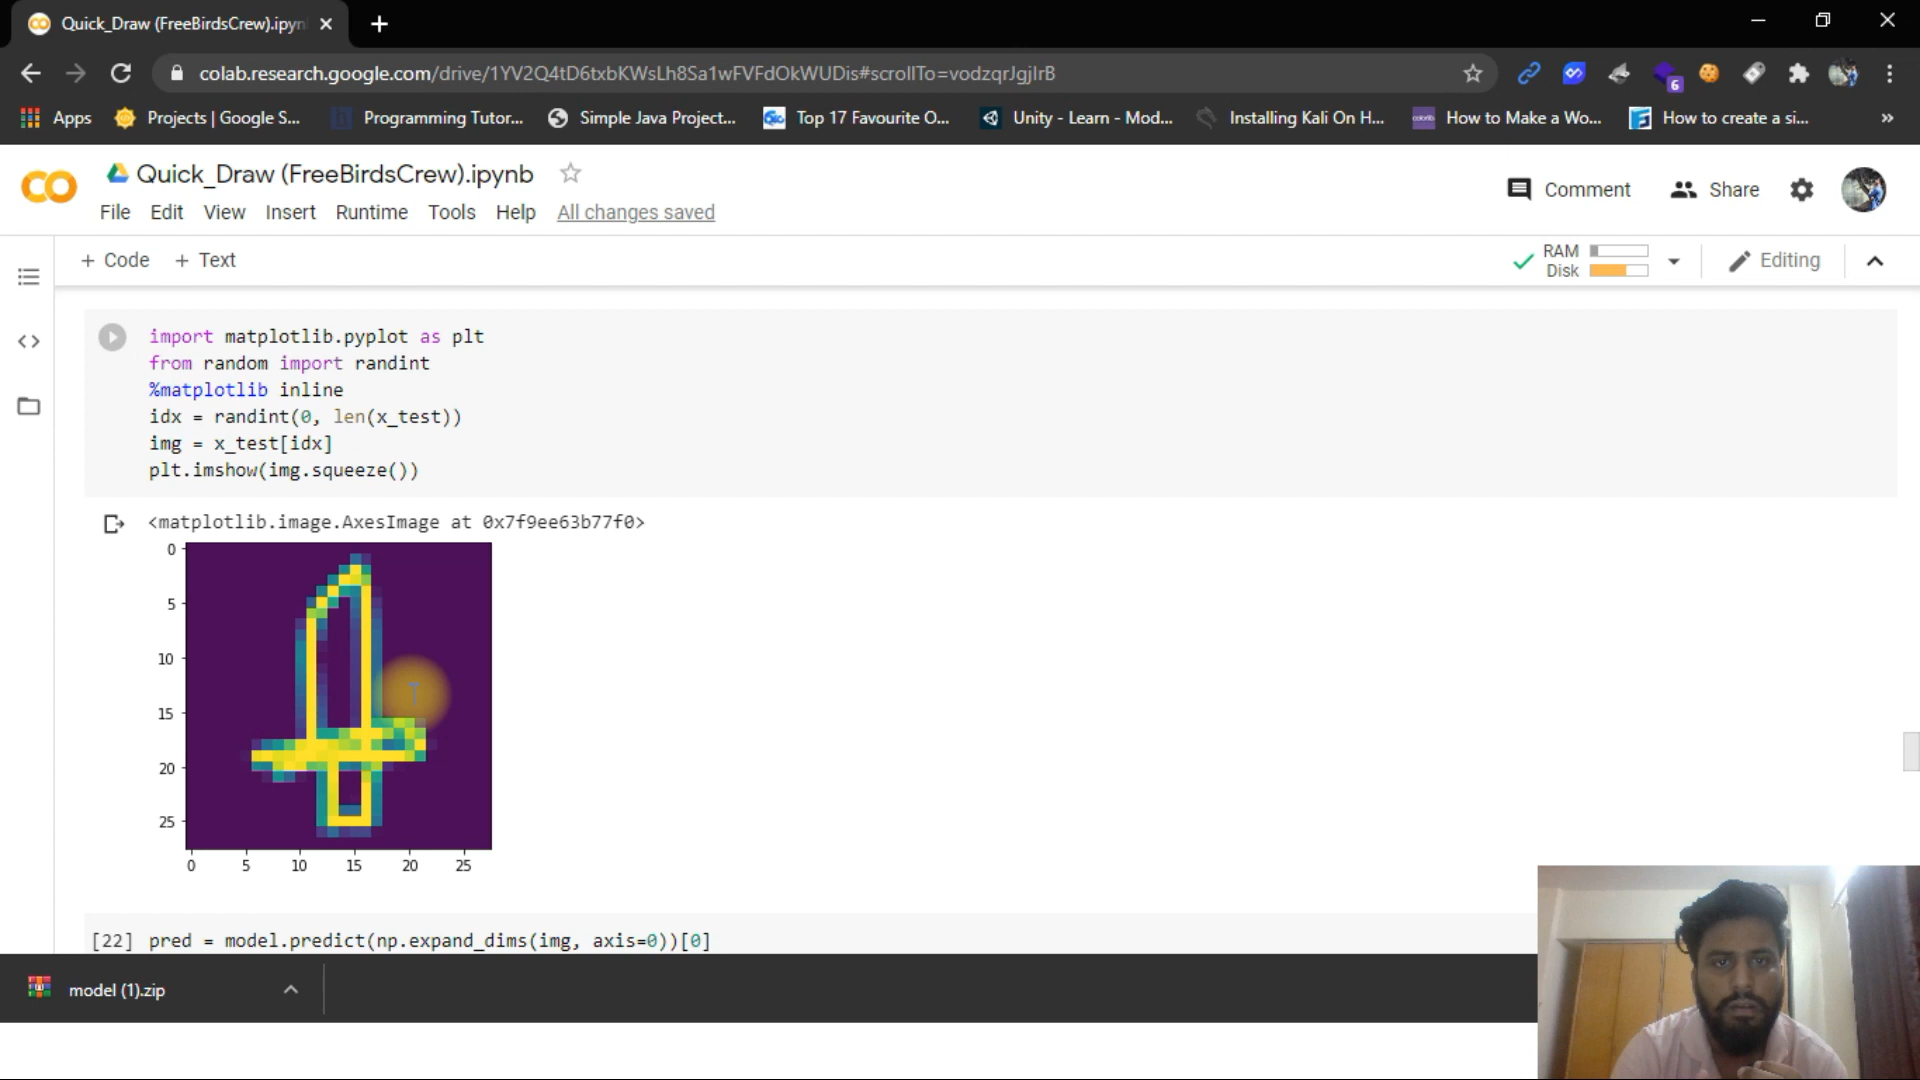 Quick_Draw (FreeBirdsCrew).ipyn
colab.research.google.com/drive/1YV2Q4tD6txbKWsLh8Sa1wFVFdOkWUDis#scrollTo=vodzqrJgjIrB
6
Apps
Projects | Google S...
Programming Tutor...
Simple Java Project...
Top 17 Favourite O...
Unity - Learn - Mod...
Installing Kali On H...
How to Make a Wo...
How to create a si...
»
Quick_Draw (FreeBirdsCrew).ipynb
Comment
Share
File Edit View Insert Runtime Tools Help All changes saved
+ Code + Text
RAM
Disk
Editing
import matplotlib.pyplot as plt
from random import randint
%matplotlib inline
idx = randint(0, len(x_test))
img = x_test[idx]
plt.imshow(img.squeeze())
<matplotlib.image.AxesImage at 0x7f9ee63b77f0>
0
5
10
15
20
25
0 5 10 15 20 25
[22] pred = model.predict(np.expand_dims(img, axis=0))[0]
model (1).zip